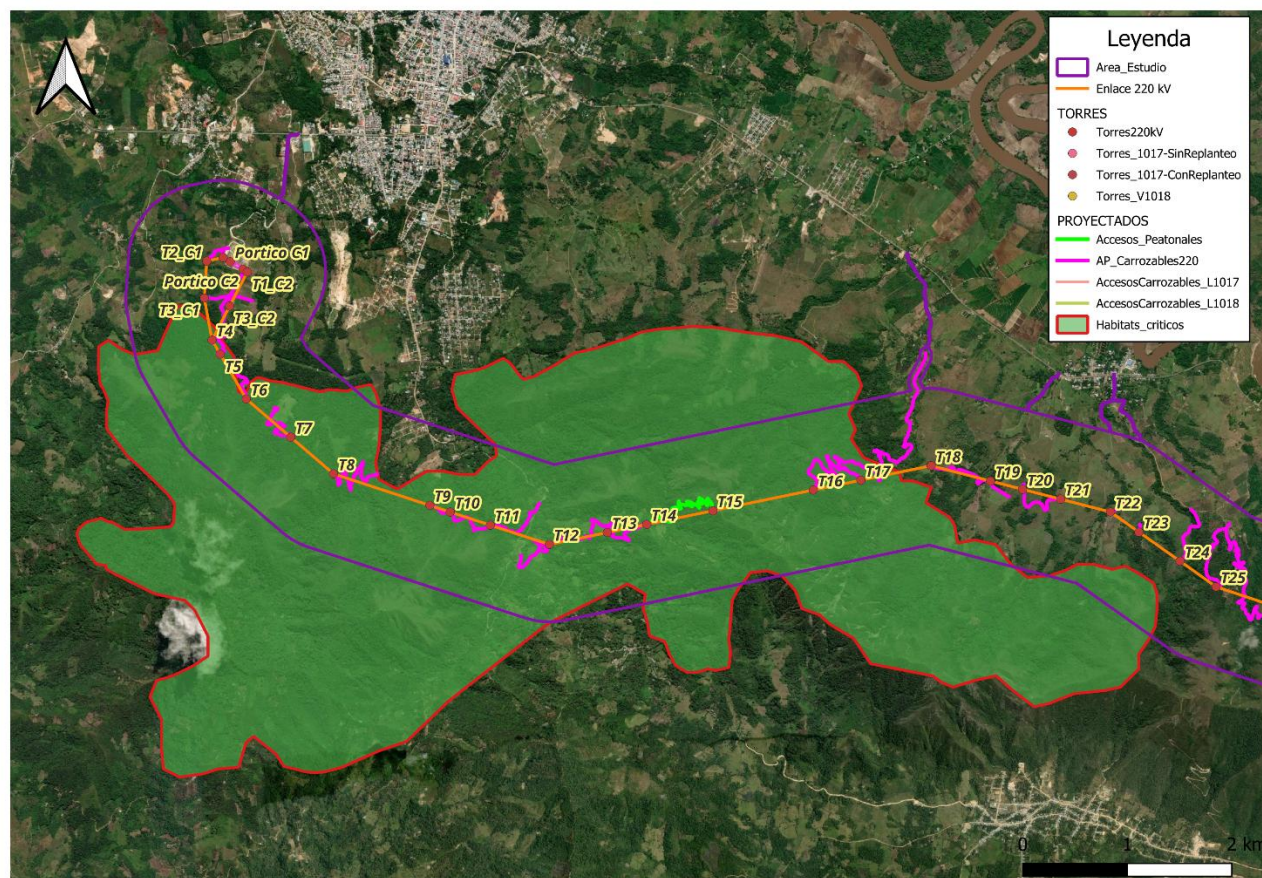 Leyenda
Area_Estudio
Enlace 220 kV
TORRES
Torres220kV
Torres_1017-SinReplanteo
Torres_1017-ConReplanteo
Torres_V1018
PROYECTADOS
Accesos_Peatonales
AP_Carrozables220
AccesosCarrozables_L1017
AccesosCarrozables_L1018
Habitats_criticos
T2_C1
Portico C1
Portico C2
T1_C2
T3_C1
T3_C2
T4
T5
T6
T7
T8
T9
T10
T11
T12
T13
T14
T15
T16
T17
T18
T19
T20
T21
T22
T23
T24
T25
0 1 2 km